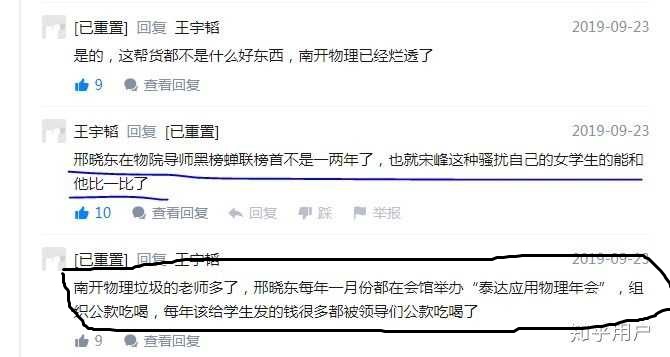 [已重置] 回复 王宇韬 2019-09-23
是的，这帮货都不是什么好东西，南开物理已经烂透了
9 查看回复
王宇韬 回复 [已重置] 2019-09-23
邢晓东在物院导师黑榜蝉联榜首不是一两年了，也就宋峰这种骚扰自己的女学生的能和
他比一比了
10 查看回复 回复 踩 举报
[已重置] 回复 王宇韬 2019-09-23
南开物理垃圾的老师多了，邢晓东每年一月份都在会馆举办“泰达应用物理年会”，组
织公款吃喝，每年该给学生发的钱很多都被领导们公款吃喝了
9 查看回复
知乎用户